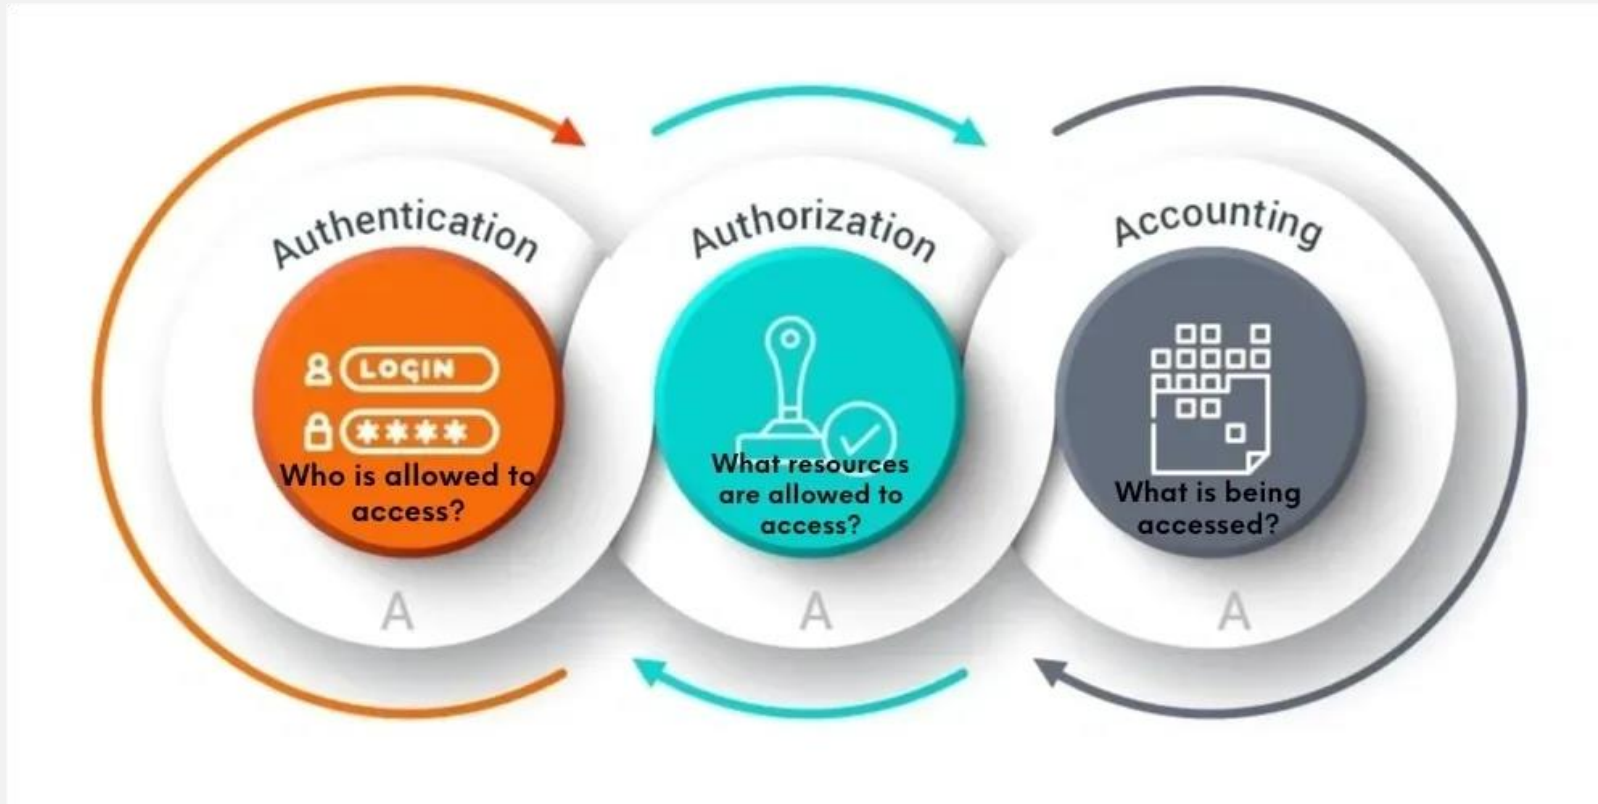 Authentication
LOGIN
****
Who is allowed to
access?
A
Authorization
What resources
are allowed to
access?
A
Accounting
What is being
accessed?
A